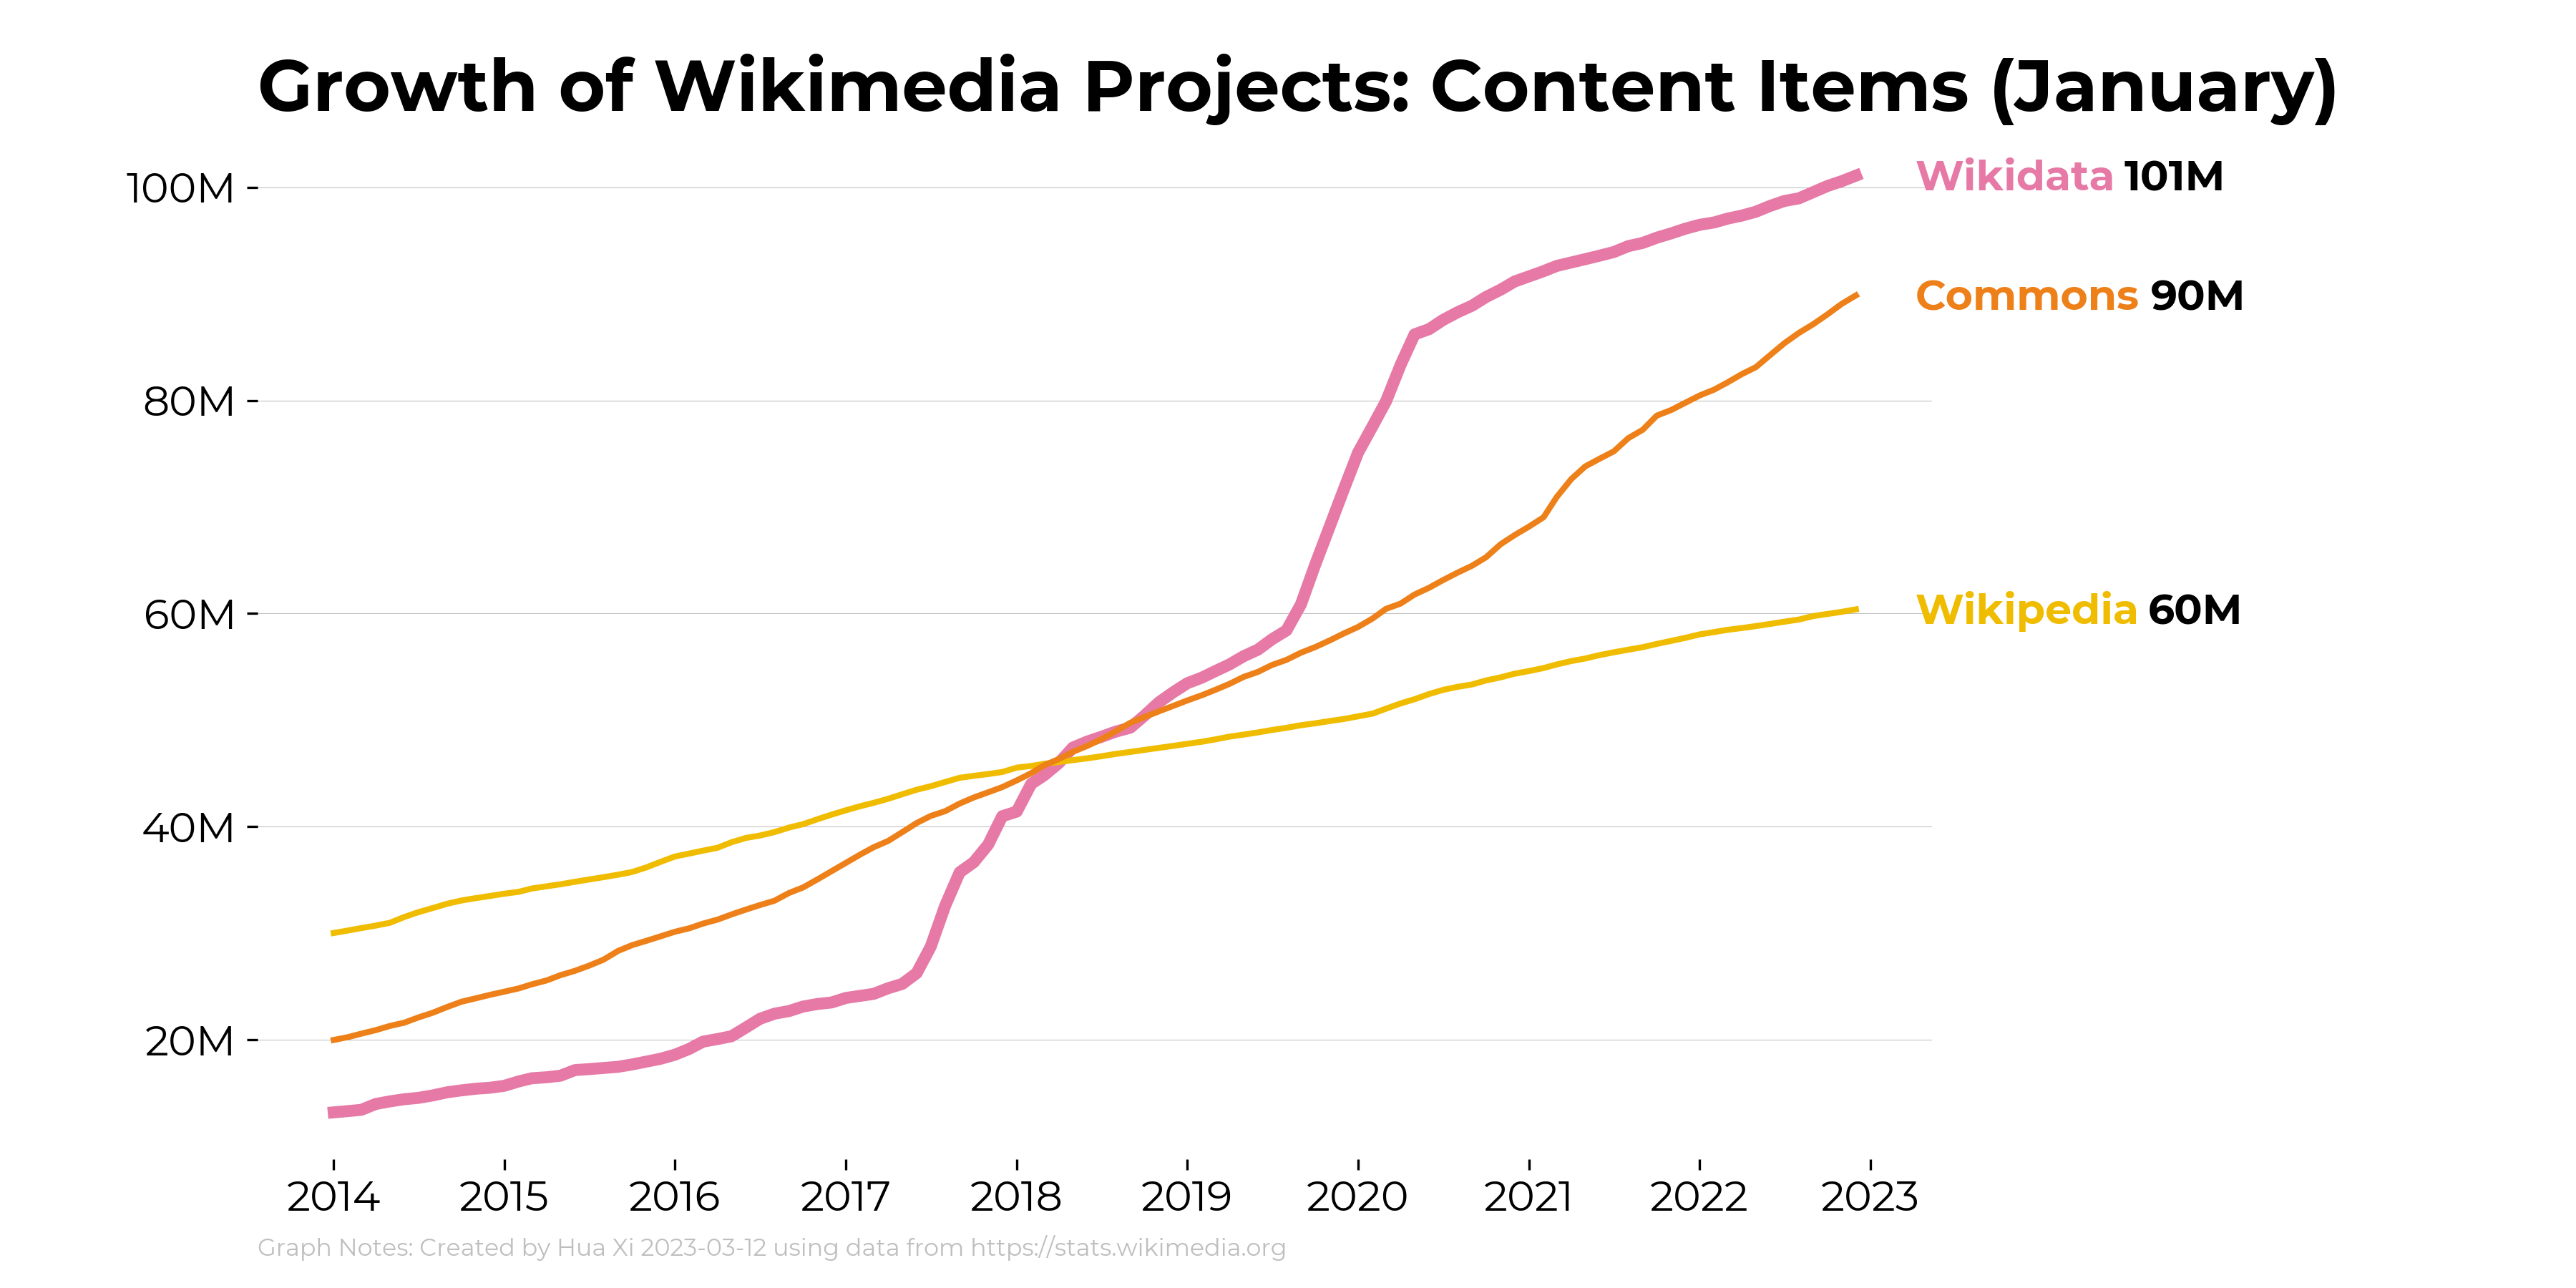 Growth of Wikimedia Projects: Content Items (January)
100M
Wikidata 101M
Commons 90M
80M
60M
Wikipedia 60M
40M
20M
2014 2015 2016 2017 2018 2019 2020 2021 2022 2023
Graph Notes: Created by Hua Xi 2023-03-12 using data from https://stats.wikimedia.org